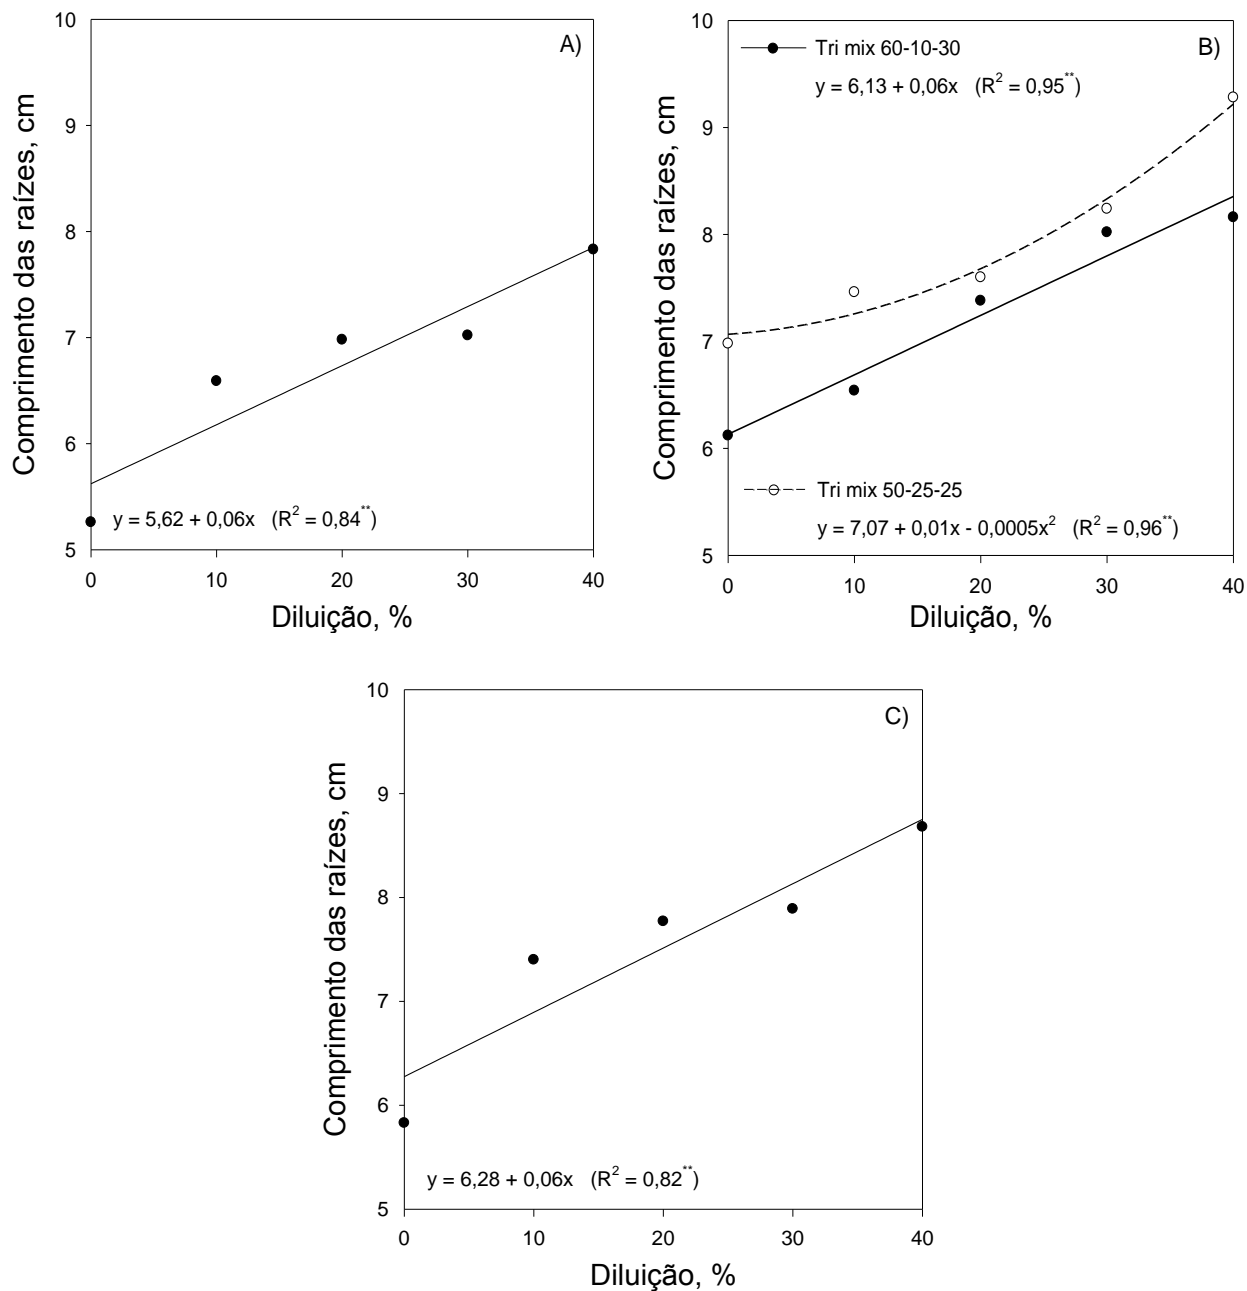 A)
Comprimento das raízes, cm
10
9
8
7
6
5
y = 5,62 + 0,06x (R² = 0,84**)
0 10 20 30 40
Diluição, %
B)
Comprimento das raízes, cm
10
9
8
7
6
5
Tri mix 60-10-30
y = 6,13 + 0,06x (R² = 0,95**)
Tri mix 50-25-25
y = 7,07 + 0,01x - 0,0005x² (R² = 0,96**)
0 10 20 30 40
Diluição, %
C)
Comprimento das raízes, cm
10
9
8
7
6
5
y = 6,28 + 0,06x (R² = 0,82**)
0 10 20 30 40
Diluição, %